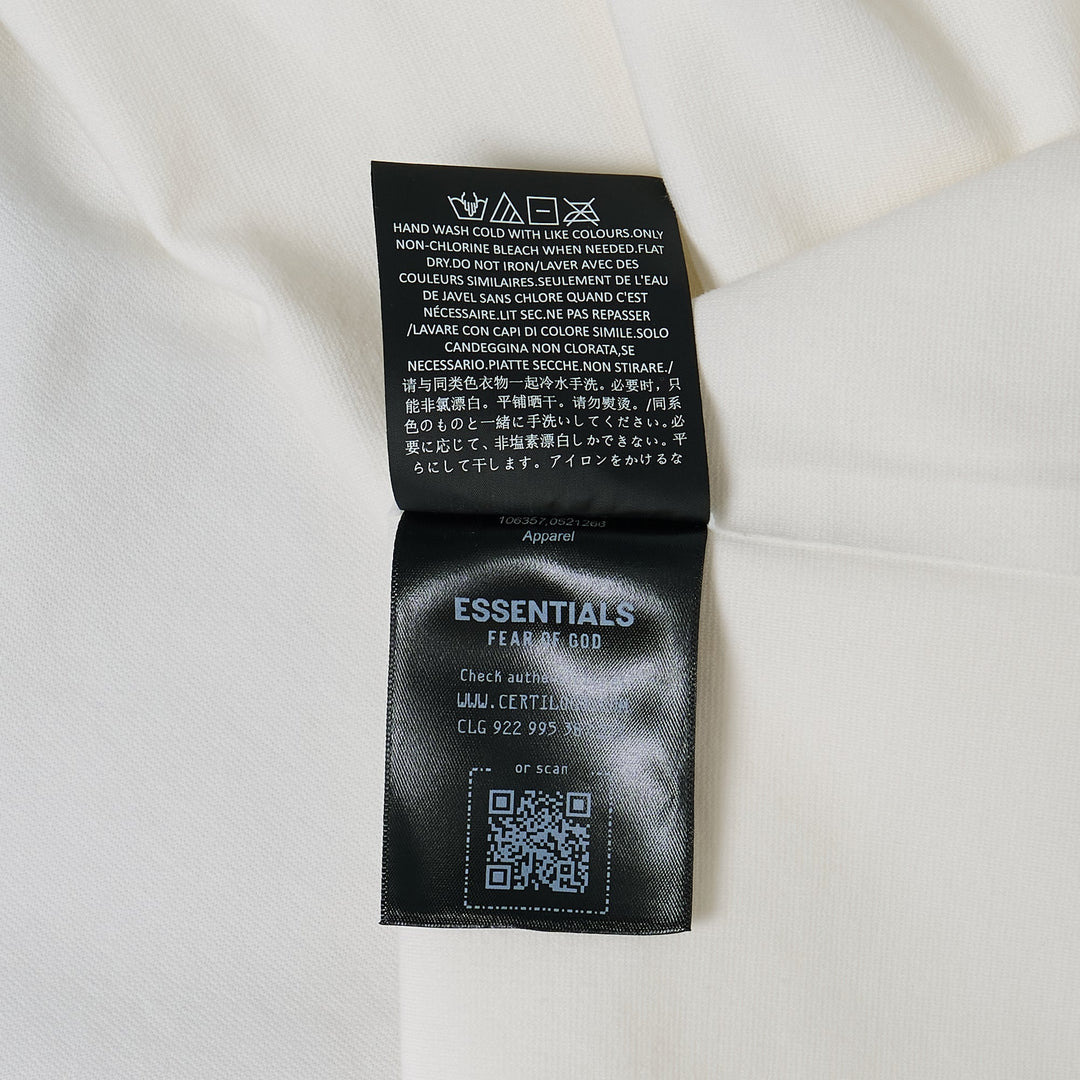 HAND WASH COLD WITH LIKE COLOURS.ONLY
NON-CHLORINE BLEACH WHEN NEEDED.FLAT
DRY.DO NOT IRON/LAVER AVEC DES
COULEURS SIMILAIRES.SEULEMENT DE L'EAU
DE JAVEL SANS CHLORE QUAND C'EST
NÉCESSAIRE.LIT SEC.NE PAS REPASSER
/LAVARE CON CAPI DI COLORE SIMILE.SOLO
CANDEGGINA NON CLORATA,SE
NECESSARIO.PIATTE SECCHE.NON STIRARE./
请与同类色衣物一起冷水手洗。必要时，只
能非氯漂白。平铺晒干。请勿熨烫。/同系
色のものと一緒に手洗いしてください。必
要に応じて、非塩素漂白しかできない。平
らにして干します。アイロンをかけるな
106357,0521266
Apparel
ESSENTIALS
FEAR OF GOD
Check
CLG 922 995
or scan